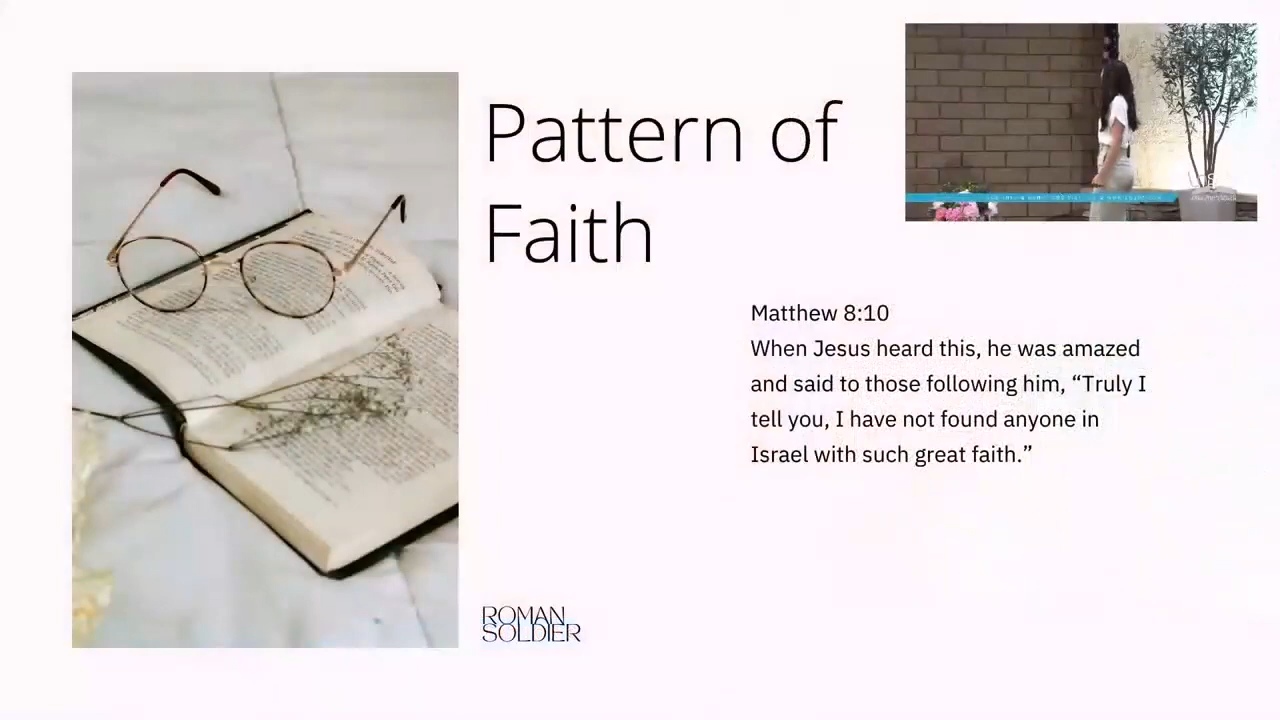 Pattern of
Faith
Matthew 8:10
When Jesus heard this, he was amazed
and said to those following him, “Truly I
tell you, I have not found anyone in
Israel with such great faith.”
ROMAN
SOLDIER